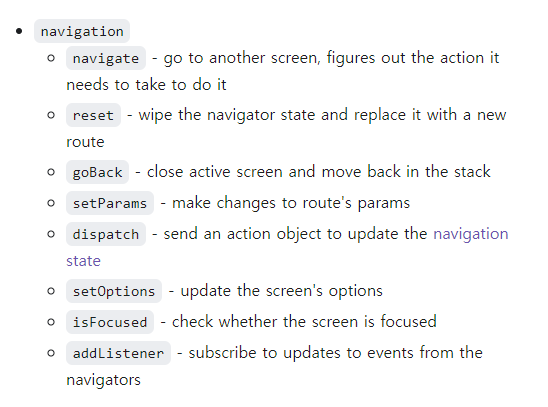 navigation
navigate - go to another screen, figures out the action it
needs to take to do it
reset - wipe the navigator state and replace it with a new
route
goBack - close active screen and move back in the stack
setParams - make changes to route's params
dispatch - send an action object to update the navigation
state
setOptions - update the screen's options
isFocused - check whether the screen is focused
addListener - subscribe to updates to events from the
navigators